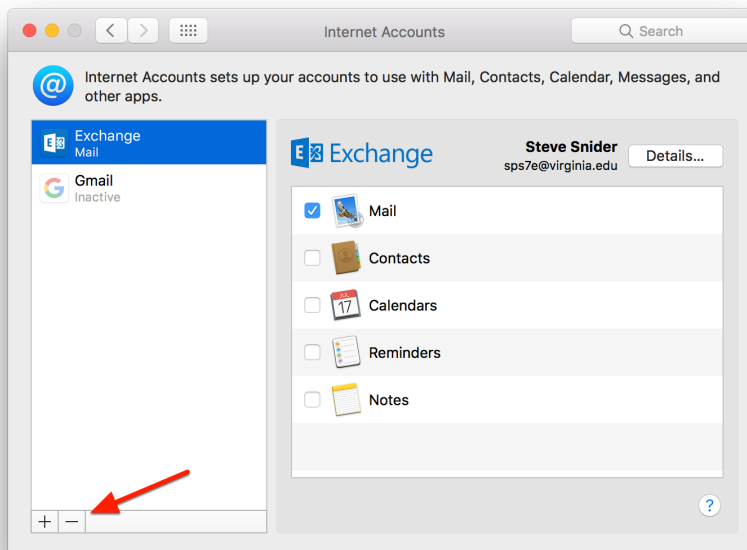 Internet Accounts
Search
Internet Accounts sets up your accounts to use with Mail, Contacts, Calendar, Messages, and
other apps.
Exchange
Mail
Gmail
Inactive
Exchange
Steve Snider
sps7e@virginia.edu
Details...
Mail
Contacts
JUL
17
Calendars
Reminders
Notes
+ −
?